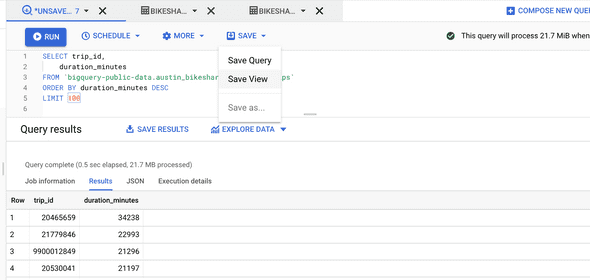 *UNSAVE... 7
BIKESHA...
BIKESHA...
COMPOSE NEW QUER
RUN
SCHEDULE
MORE
SAVE
This query will process 21.7 MiB when
Save Query
Save View
Save as...
1 SELECT trip_id,
2 duration_minutes
3 FROM `bigquery-public-data.austin_bikeshar ps`
4 ORDER BY duration_minutes DESC
5 LIMIT 100
6
Query results
SAVE RESULTS
EXPLORE DATA
Query complete (0.5 sec elapsed, 21.7 MB processed)
Job information Results JSON Execution details
Row trip_id duration_minutes
1 20465659 34238
2 21779846 22993
3 9900012849 21296
4 20530041 21197